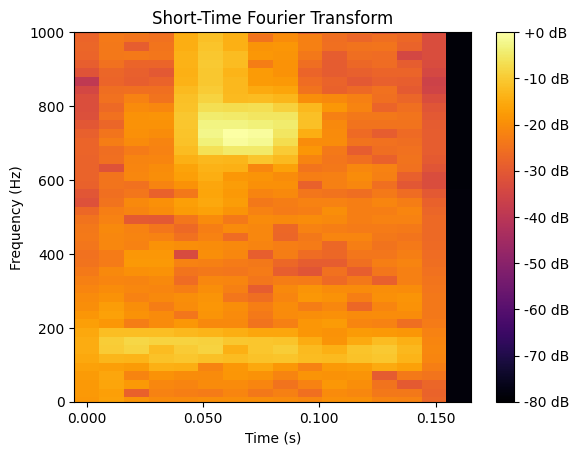 Short-Time Fourier Transform
1000
800
600
400
200
0
Frequency (Hz)
0.000
0.050
0.100
0.150
Time (s)
+0 dB
-10 dB
-20 dB
-30 dB
-40 dB
-50 dB
-60 dB
-70 dB
-80 dB